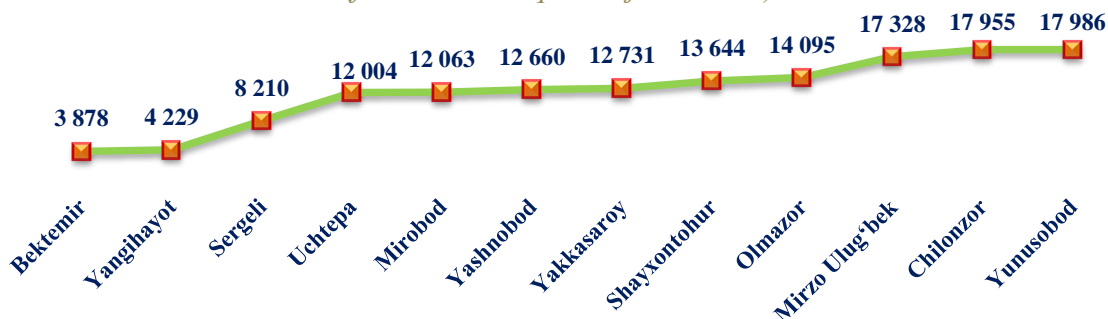 3 878
4 229
8 210
12 004
12 063
12 660
12 731
13 644
14 095
17 328
17 955
17 986
Bektemir
Yangihayot
Sergeli
Uchtepa
Mirobod
Yashnobod
Yakkasaroy
Shayxontohur
Olmazor
Mirzo Ulug‘bek
Chilonzor
Yunusobod